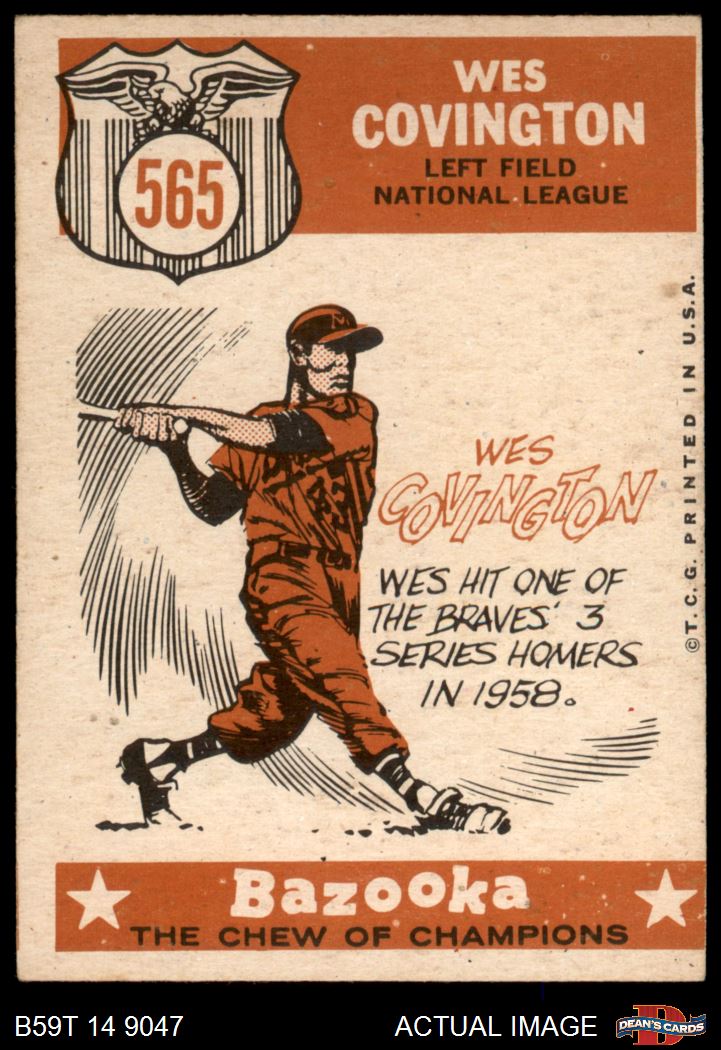 565
WES
COVINGTON
LEFT FIELD
NATIONAL LEAGUE
M
43
WES
COVINGTON
WES HIT ONE OF
THE BRAVES' 3
SERIES HOMERS
IN 1958.
©T.C.G. PRINTED IN U.S.A.
Bazooka
THE CHEW OF CHAMPIONS
B59T 14 9047
ACTUAL IMAGE
D
DEAN'S CARDS